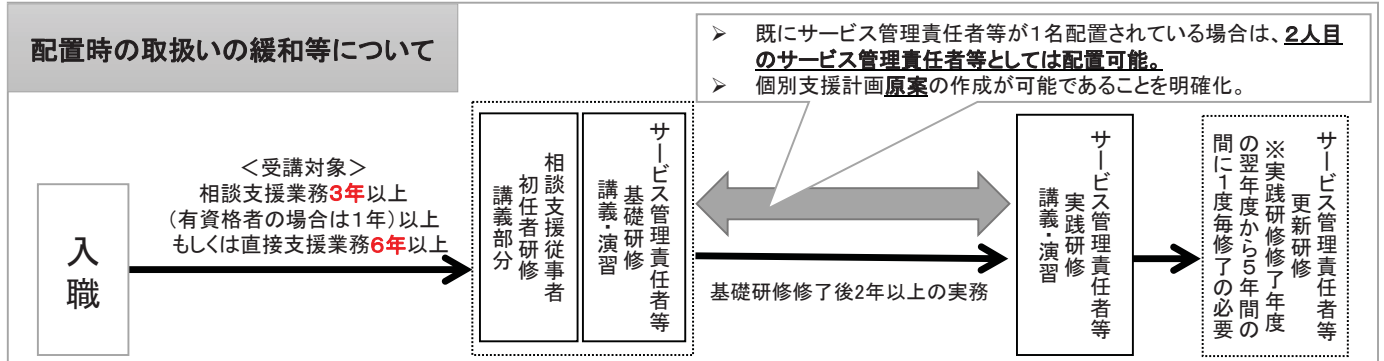 配置時の取扱いの緩和等について
➢ 既にサービス管理責任者等が1名配置されている場合は、2人目
のサービス管理責任者等としては配置可能。
➢ 個別支援計画原案の作成が可能であることを明確化。
入職
＜受講対象＞
相談支援業務3年以上
(有資格者の場合は1年)以上
もしくは直接支援業務6年以上
相談支援従事者
初任者研修
講義部分
サービス管理責任者等
基礎研修
講義・演習
基礎研修修了後2年以上の実務
サービス管理責任者等
実践研修
講義・演習
サービス管理責任者等
更新研修
※実践研修修了年度
の翌年度から5年間の
間に1度毎修了の必要